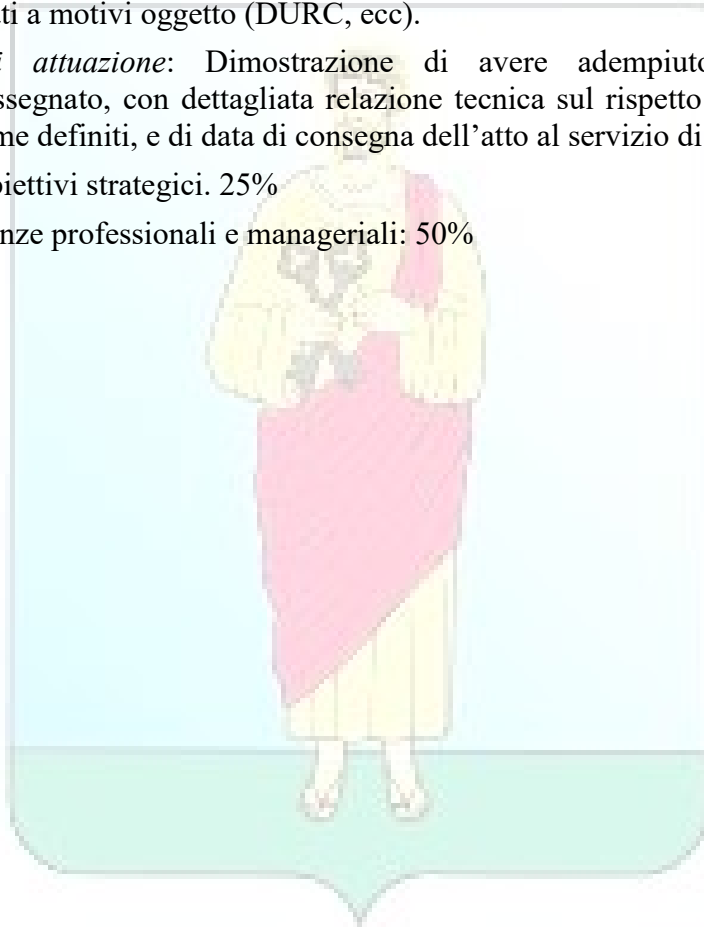 ti a motivi oggetto (DURC, ecc).
attuazione: Dimostrazione di avere adempiuto
ssegnato, con dettagliata relazione tecnica sul rispetto
me definiti, e di data di consegna dell’atto al servizio di
iettivi strategici. 25%
nze professionali e manageriali: 50%